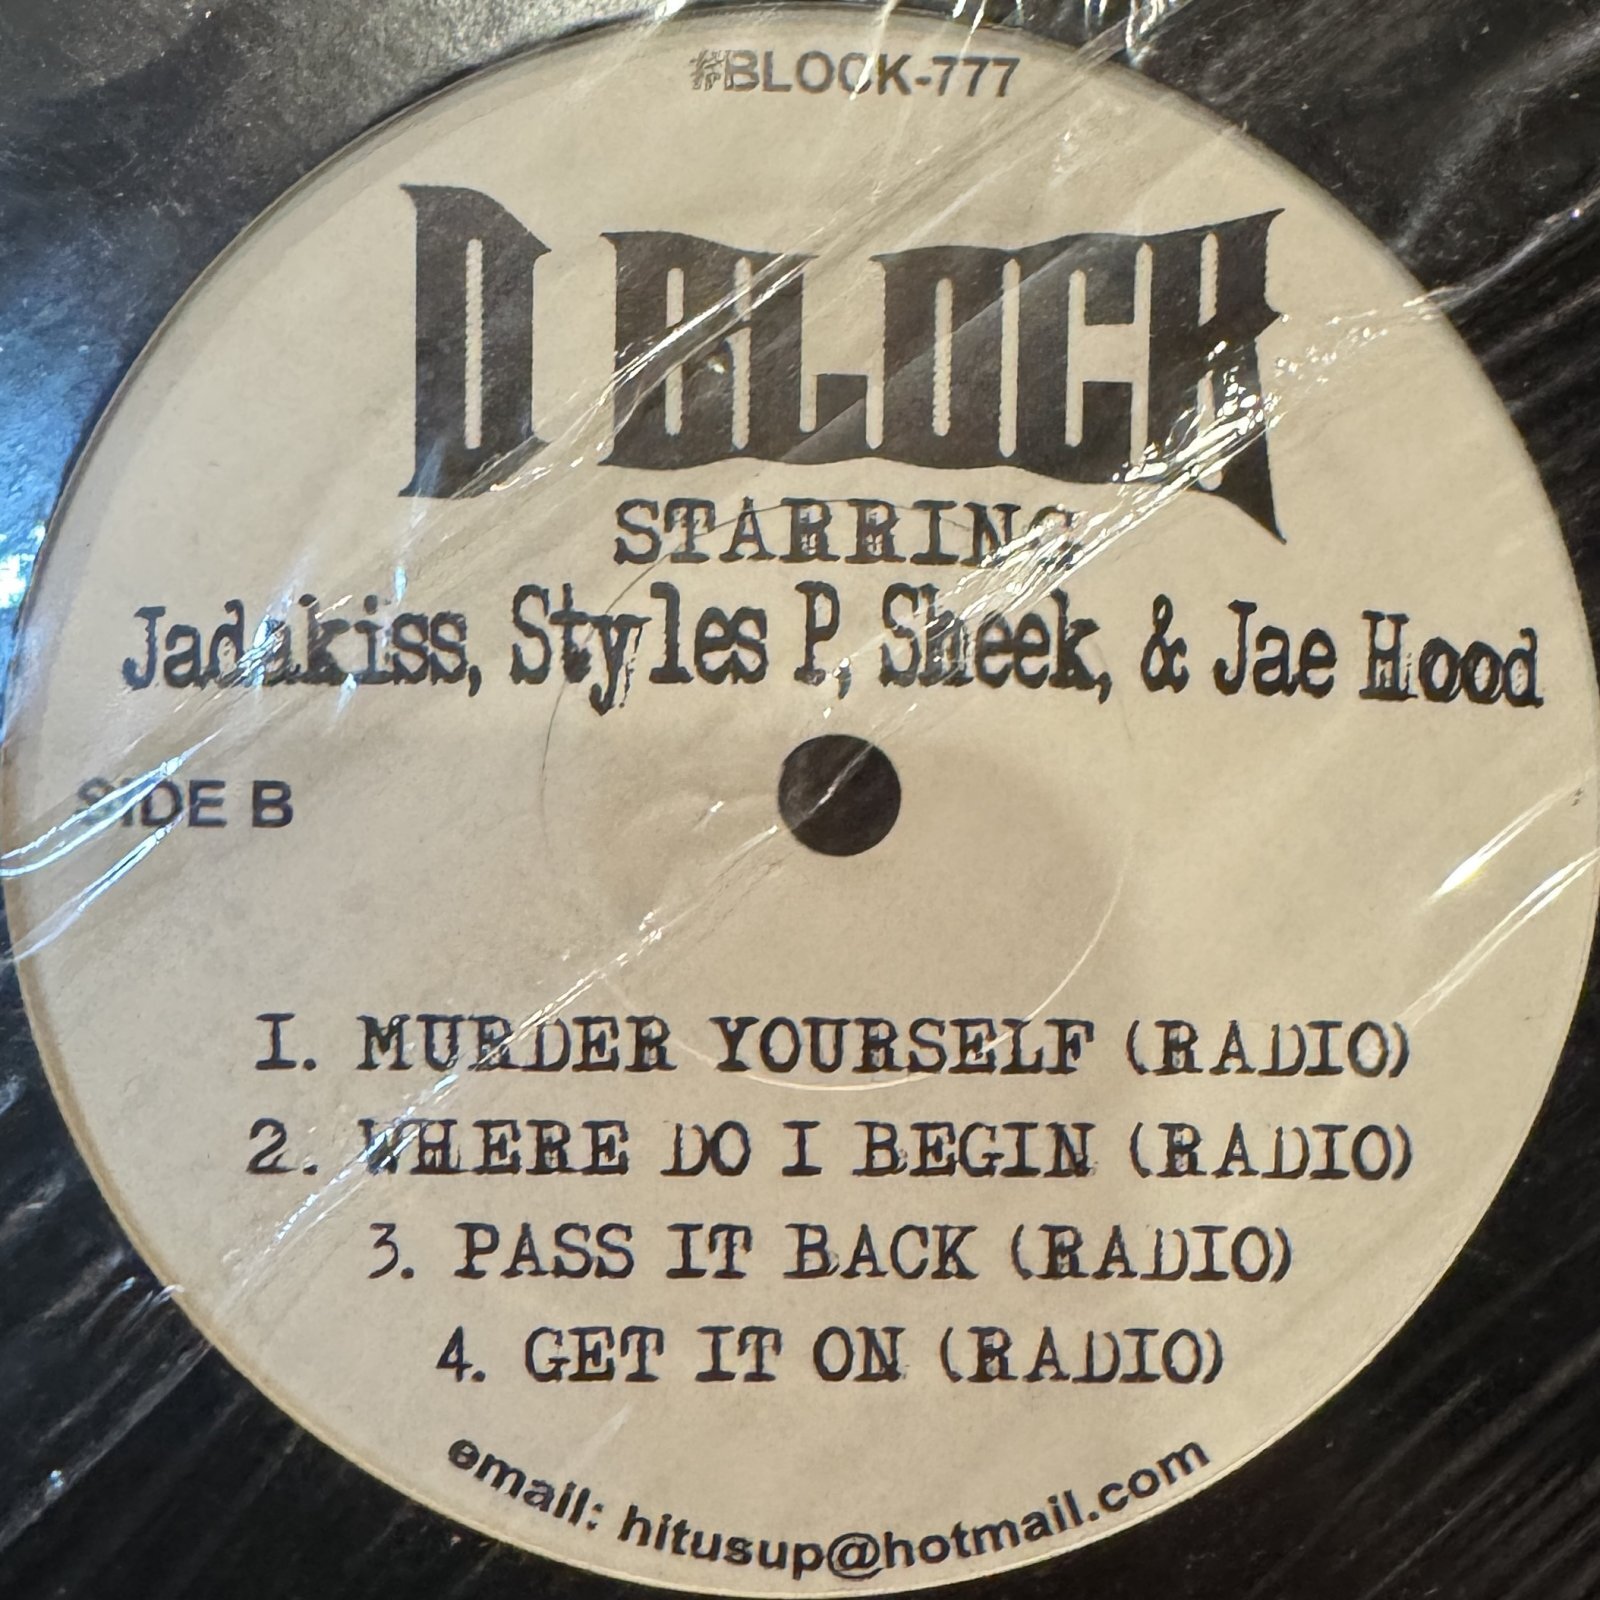 #BLOCK-777
D BLOCK
STARRING
Jadakiss, Styles P, Sheek, & Jae Hood
SIDE B
1. MURDER YOURSELF (RADIO)
2. WHERE DO I BEGIN (RADIO)
3. PASS IT BACK (RADIO)
4. GET IT ON (RADIO)
email: hitusup@hotmail.com